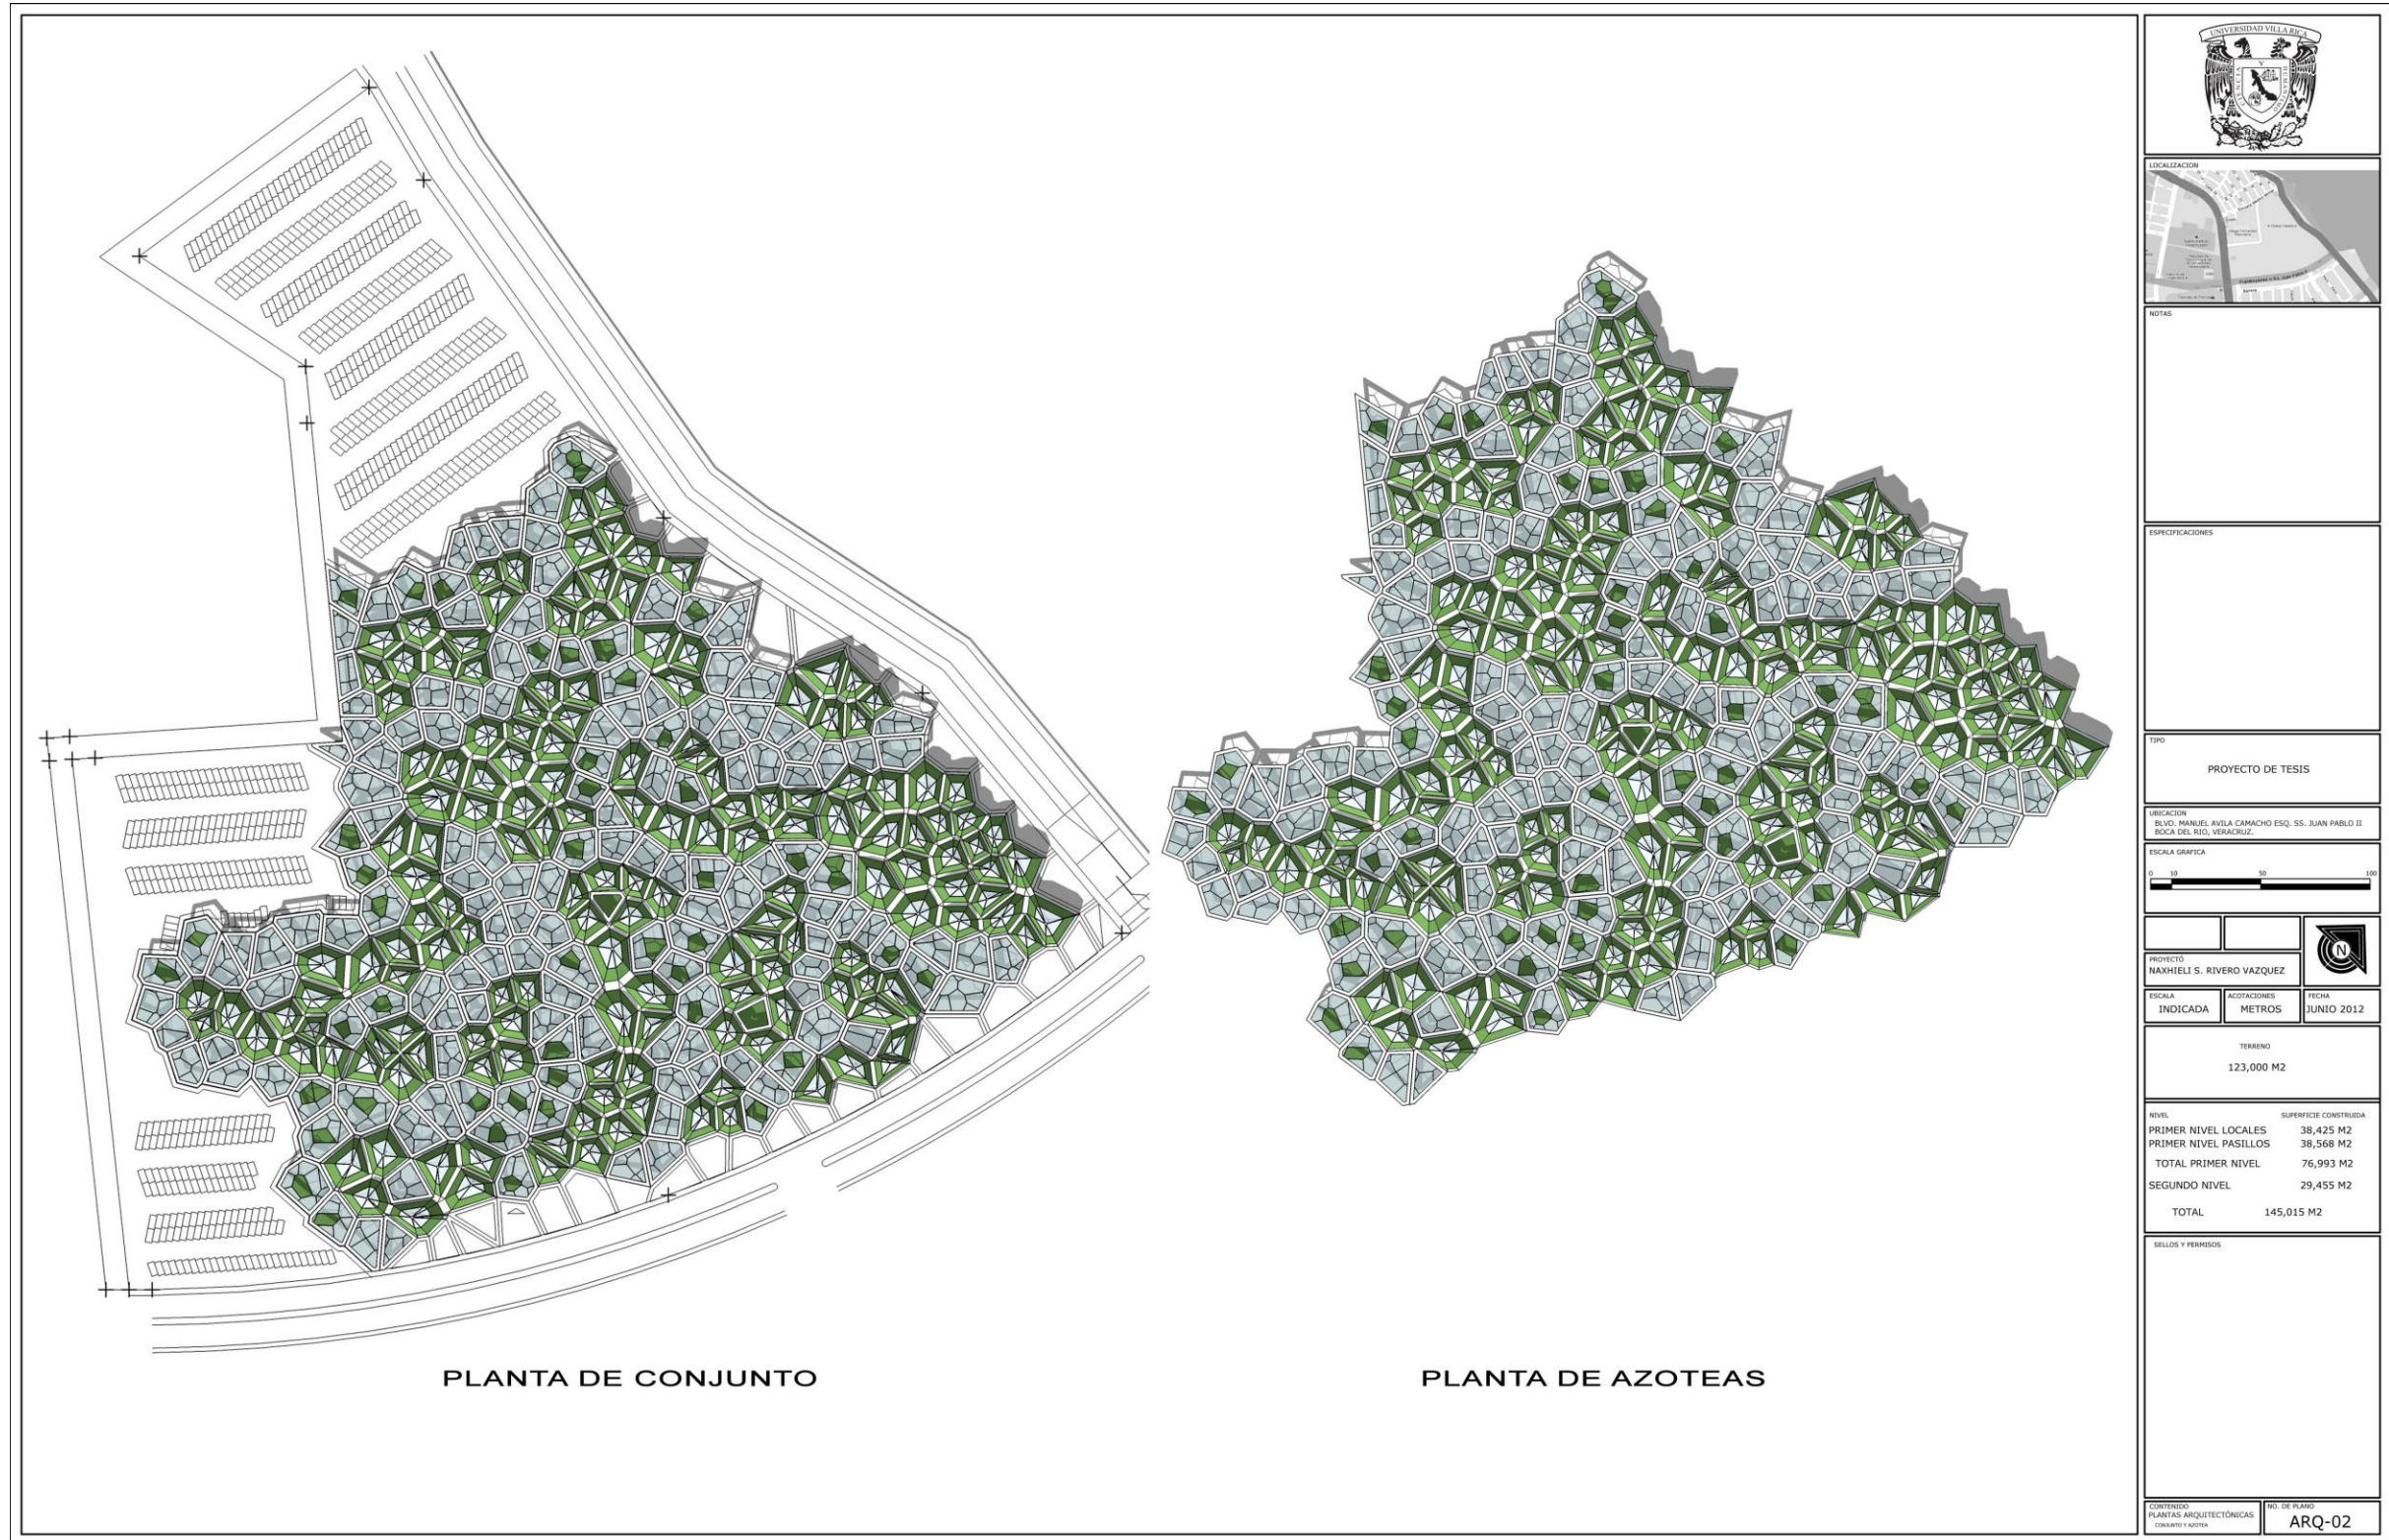 PLANTA DE CONJUNTO
PLANTA DE AZOTEAS
UNIVERSIDAD VILLA RICA
CIENCIA
Y
HUMANISMO
LOCALIZACION
NOTAS
ESPECIFICACIONES
TIPO
PROYECTO DE TESIS
UBICACION
BLVD. MANUEL AVILA CAMACHO ESQ. SS. JUAN PABLO II
BOCA DEL RIO, VERACRUZ.
ESCALA GRAFICA
0 10 50 100
N
PROYECTÓ
NAXHIELI S. RIVERO VAZQUEZ
ESCALA
INDICADA
ACOTACIONES
METROS
FECHA
JUNIO 2012
TERRENO
123,000 M2
NIVEL SUPERFICIE CONSTRUIDA
PRIMER NIVEL LOCALES 38,425 M2
PRIMER NIVEL PASILLOS 38,568 M2
TOTAL PRIMER NIVEL 76,993 M2
SEGUNDO NIVEL 29,455 M2
TOTAL 145,015 M2
SELLOS Y PERMISOS
CONTENIDO
PLANTAS ARQUITECTÓNICAS
CONJUNTO Y AZOTEA
NO. DE PLANO
ARQ-02